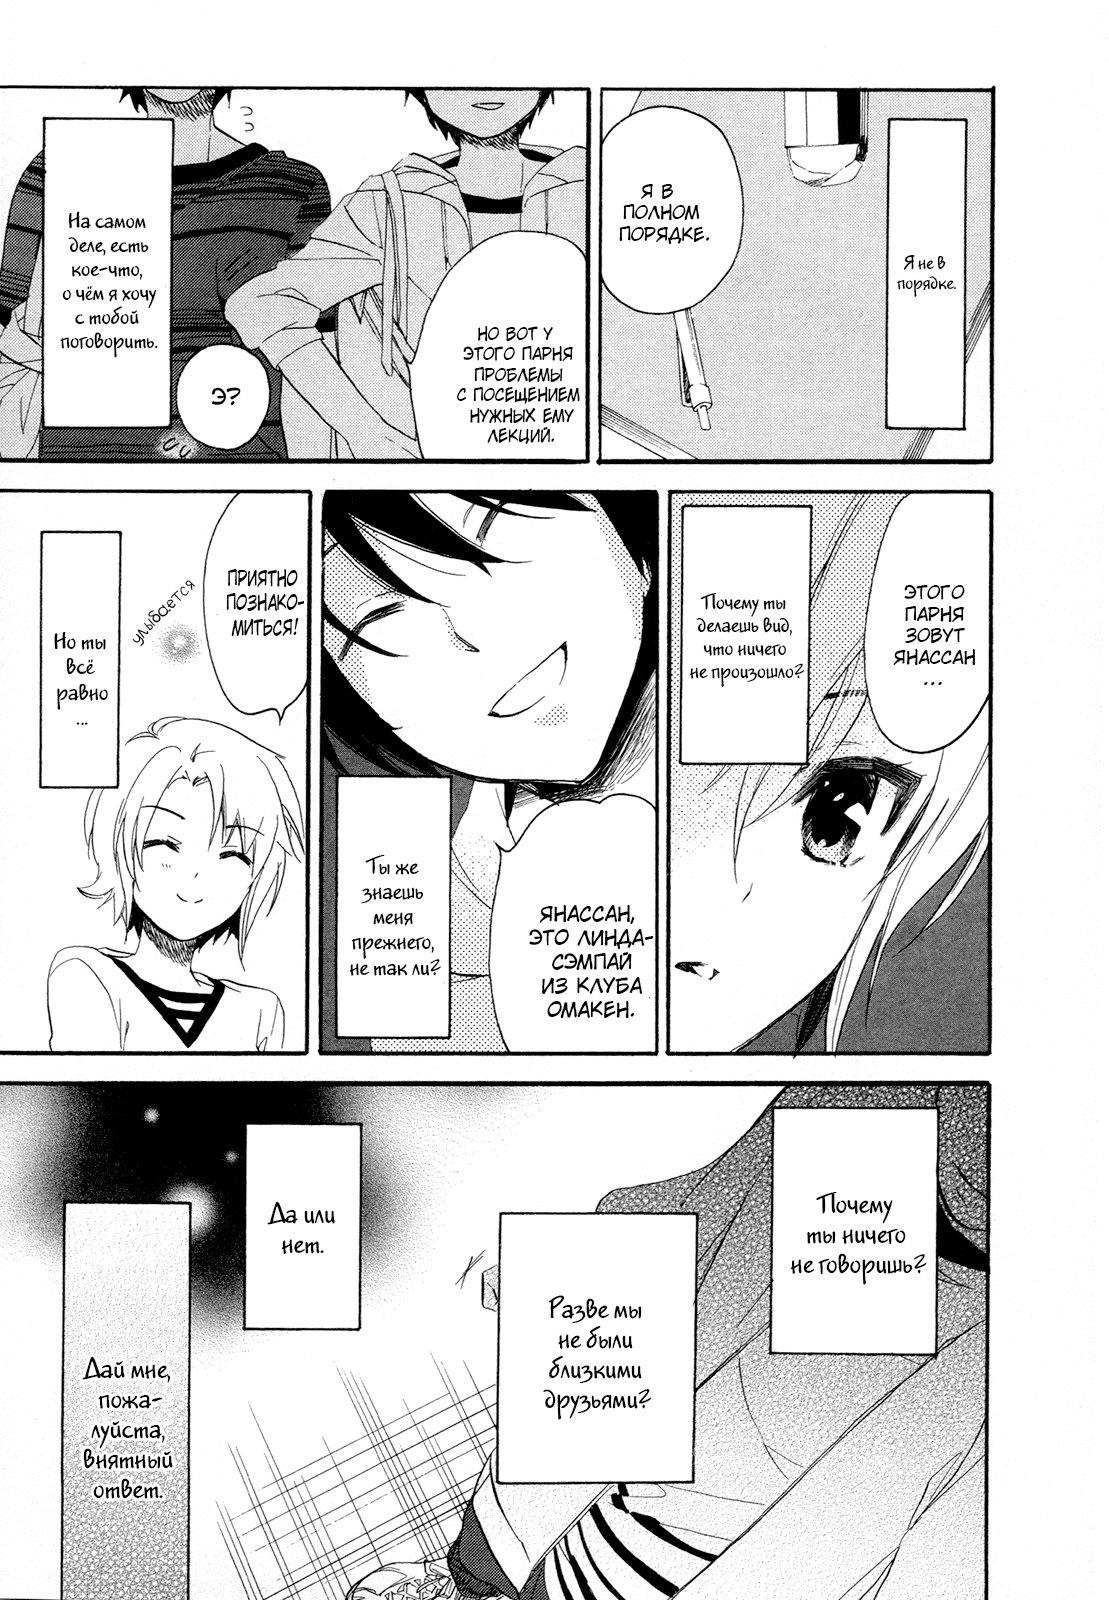 Я В
ПОЛНОМ
ПОРЯДКЕ.
Я не в
порядке.
НО ВОТ У
ЭТОГО ПАРНЯ
ПРОБЛЕМЫ
С ПОСЕЩЕНИЕМ
НУЖНЫХ ЕМУ
ЛЕКЦИЙ.
Э?
На самом
деле, есть
кое-что,
о чём я хочу
с тобой
поговорить.
ЭТОГО
ПАРНЯ
ЗОВУТ
ЯНАССАН
...
Почему ты
делаешь вид,
что ничего
не произошло?
ЯНАССАН,
ЭТО ЛИНДА-
СЭМПАЙ
ИЗ КЛУБА
ОМАКЕН.
Ты же
знаешь
меня
прежнего,
не так ли?
ПРИЯТНО
ПОЗНАКО-
МИТЬСЯ!
улыбается
Но ты
всё
равно
...
Почему
ты ничего
не говоришь?
Разве мы
не были
близкими
друзьями?
Да или
нет.
Дай мне,
пожа-
луйста,
внятный
ответ.